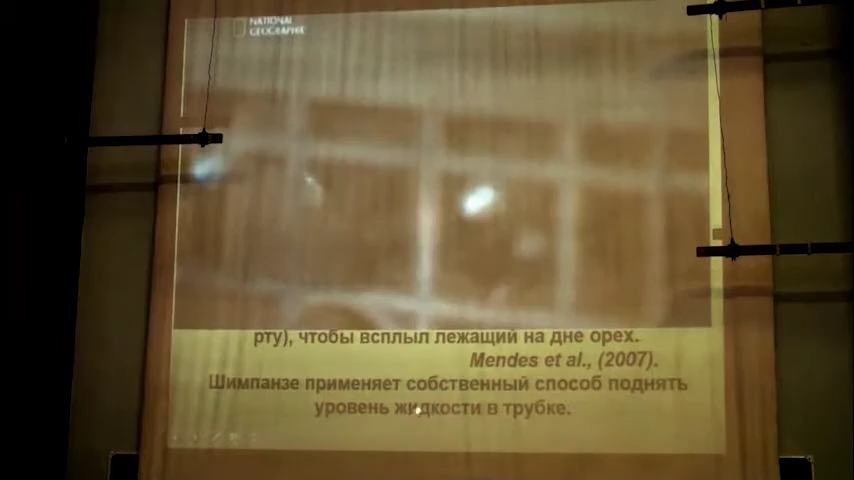 NATIONAL
GEOGRAPHIC
рту), чтобы всплыл лежащий на дне орех.
Mendes et al., (2007).
Шимпанзе применяет собственный способ поднять
уровень жидкости в трубке.